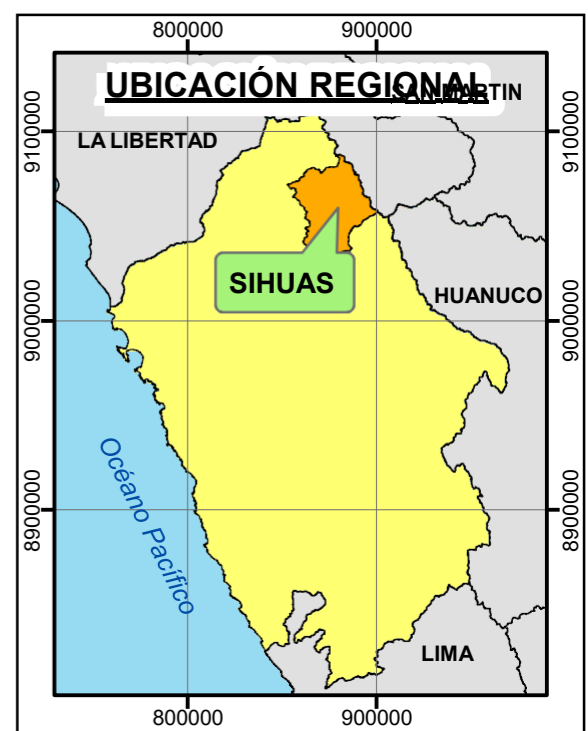 800000 900000
UBICACIÓN REGIONAL
SAN MARTIN
9100000 9100000
LA LIBERTAD
SIHUAS
HUANUCO
9000000 9000000
Océano Pacífico
8900000 8900000
LIMA
800000 900000